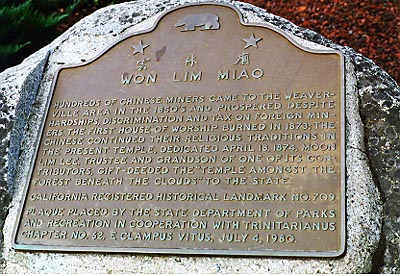 雲林廟
WON LIM MIAO
HUNDREDS OF CHINESE MINERS CAME TO THE WEAVER-
VILLE AREA IN THE 1850'S AND PROSPERED DESPITE
HARDSHIPS, DISCRIMINATION AND TAX ON FOREIGN MIN-
ERS. THE FIRST HOUSE OF WORSHIP BURNED IN 1873. THE
CHINESE CONTINUED THEIR RELIGIOUS TRADITIONS IN
THE PRESENT TEMPLE, DEDICATED APRIL 18, 1874. MOON
LIM LEE, TRUSTEE AND GRANDSON OF ONE OF ITS CON-
TRIBUTORS, GIFT-DEEDED THE "TEMPLE AMONGST THE
FOREST BENEATH THE CLOUDS" TO THE STATE.
CALIFORNIA REGISTERED HISTORICAL LANDMARK NO. 709
PLAQUE PLACED BY THE STATE DEPARTMENT OF PARKS
AND RECREATION IN COOPERATION WITH TRINITARIANUS
CHAPTER NO. 62, E CLAMPUS VITUS, JULY 4, 1980.